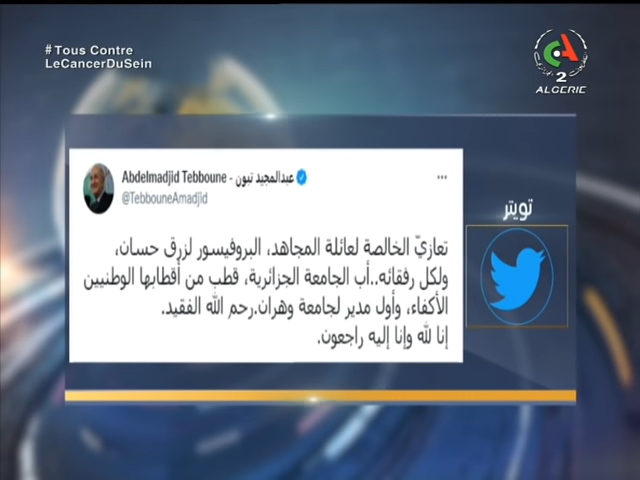 #Tous Contre
LeCancerDuSein
2
ALGERIE
Abdelmadjid Tebboune - عبدالمجيد تبون
@TebbouneAmadjid
تعازيّ الخالصة لعائلة المجاهد، البروفيسور لزرق حسان،
ولكل رفقائه..أب الجامعة الجزائرية، قطب من أقطابها الوطنيين
الأكفاء، وأول مدير لجامعة وهران.رحم الله الفقيد.
إنا لله وإنا إليه راجعون.
تويتر